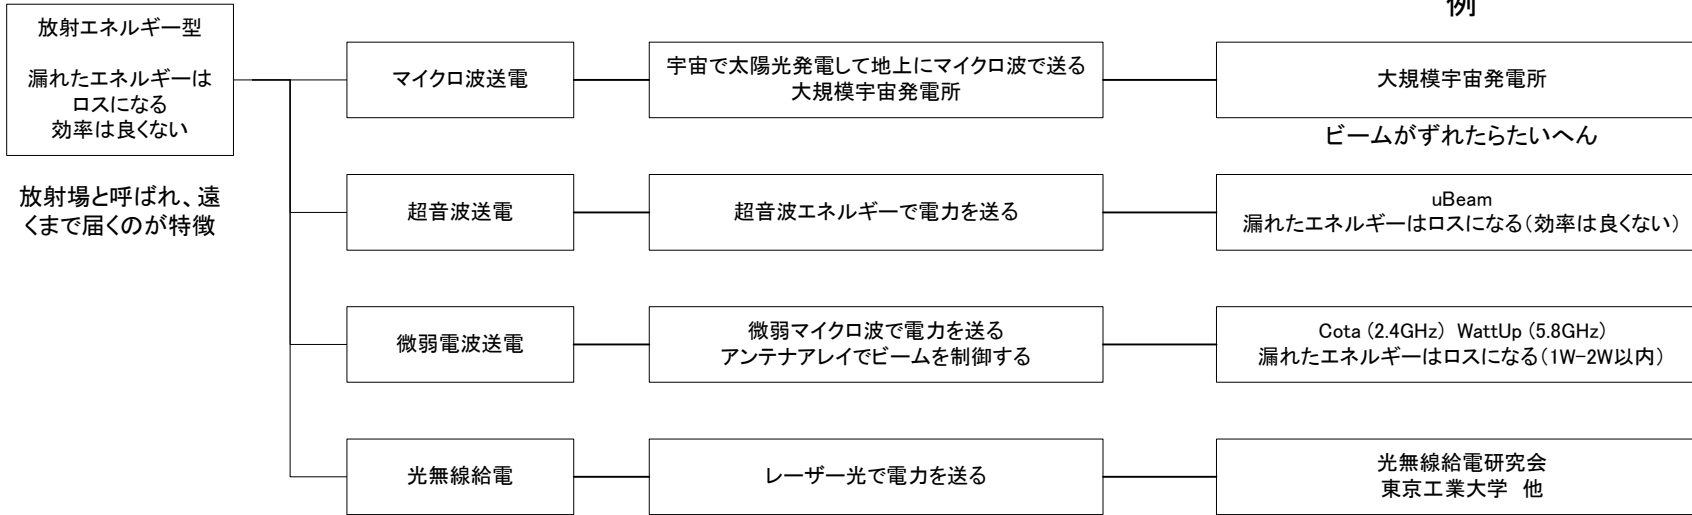 例
放射エネルギー型
漏れたエネルギーは
ロスになる
効率は良くない
放射場と呼ばれ、遠
くまで届くのが特徴
マイクロ波送電
宇宙で太陽光発電して地上にマイクロ波で送る
大規模宇宙発電所
大規模宇宙発電所
ビームがずれたらたいへん
超音波送電
超音波エネルギーで電力を送る
uBeam
漏れたエネルギーはロスになる（効率は良くない）
微弱電波送電
微弱マイクロ波で電力を送る
アンテナアレイでビームを制御する
Cota (2.4GHz) WattUp (5.8GHz)
漏れたエネルギーはロスになる（1W-2W以内）
光無線給電
レーザー光で電力を送る
光無線給電研究会
東京工業大学 他